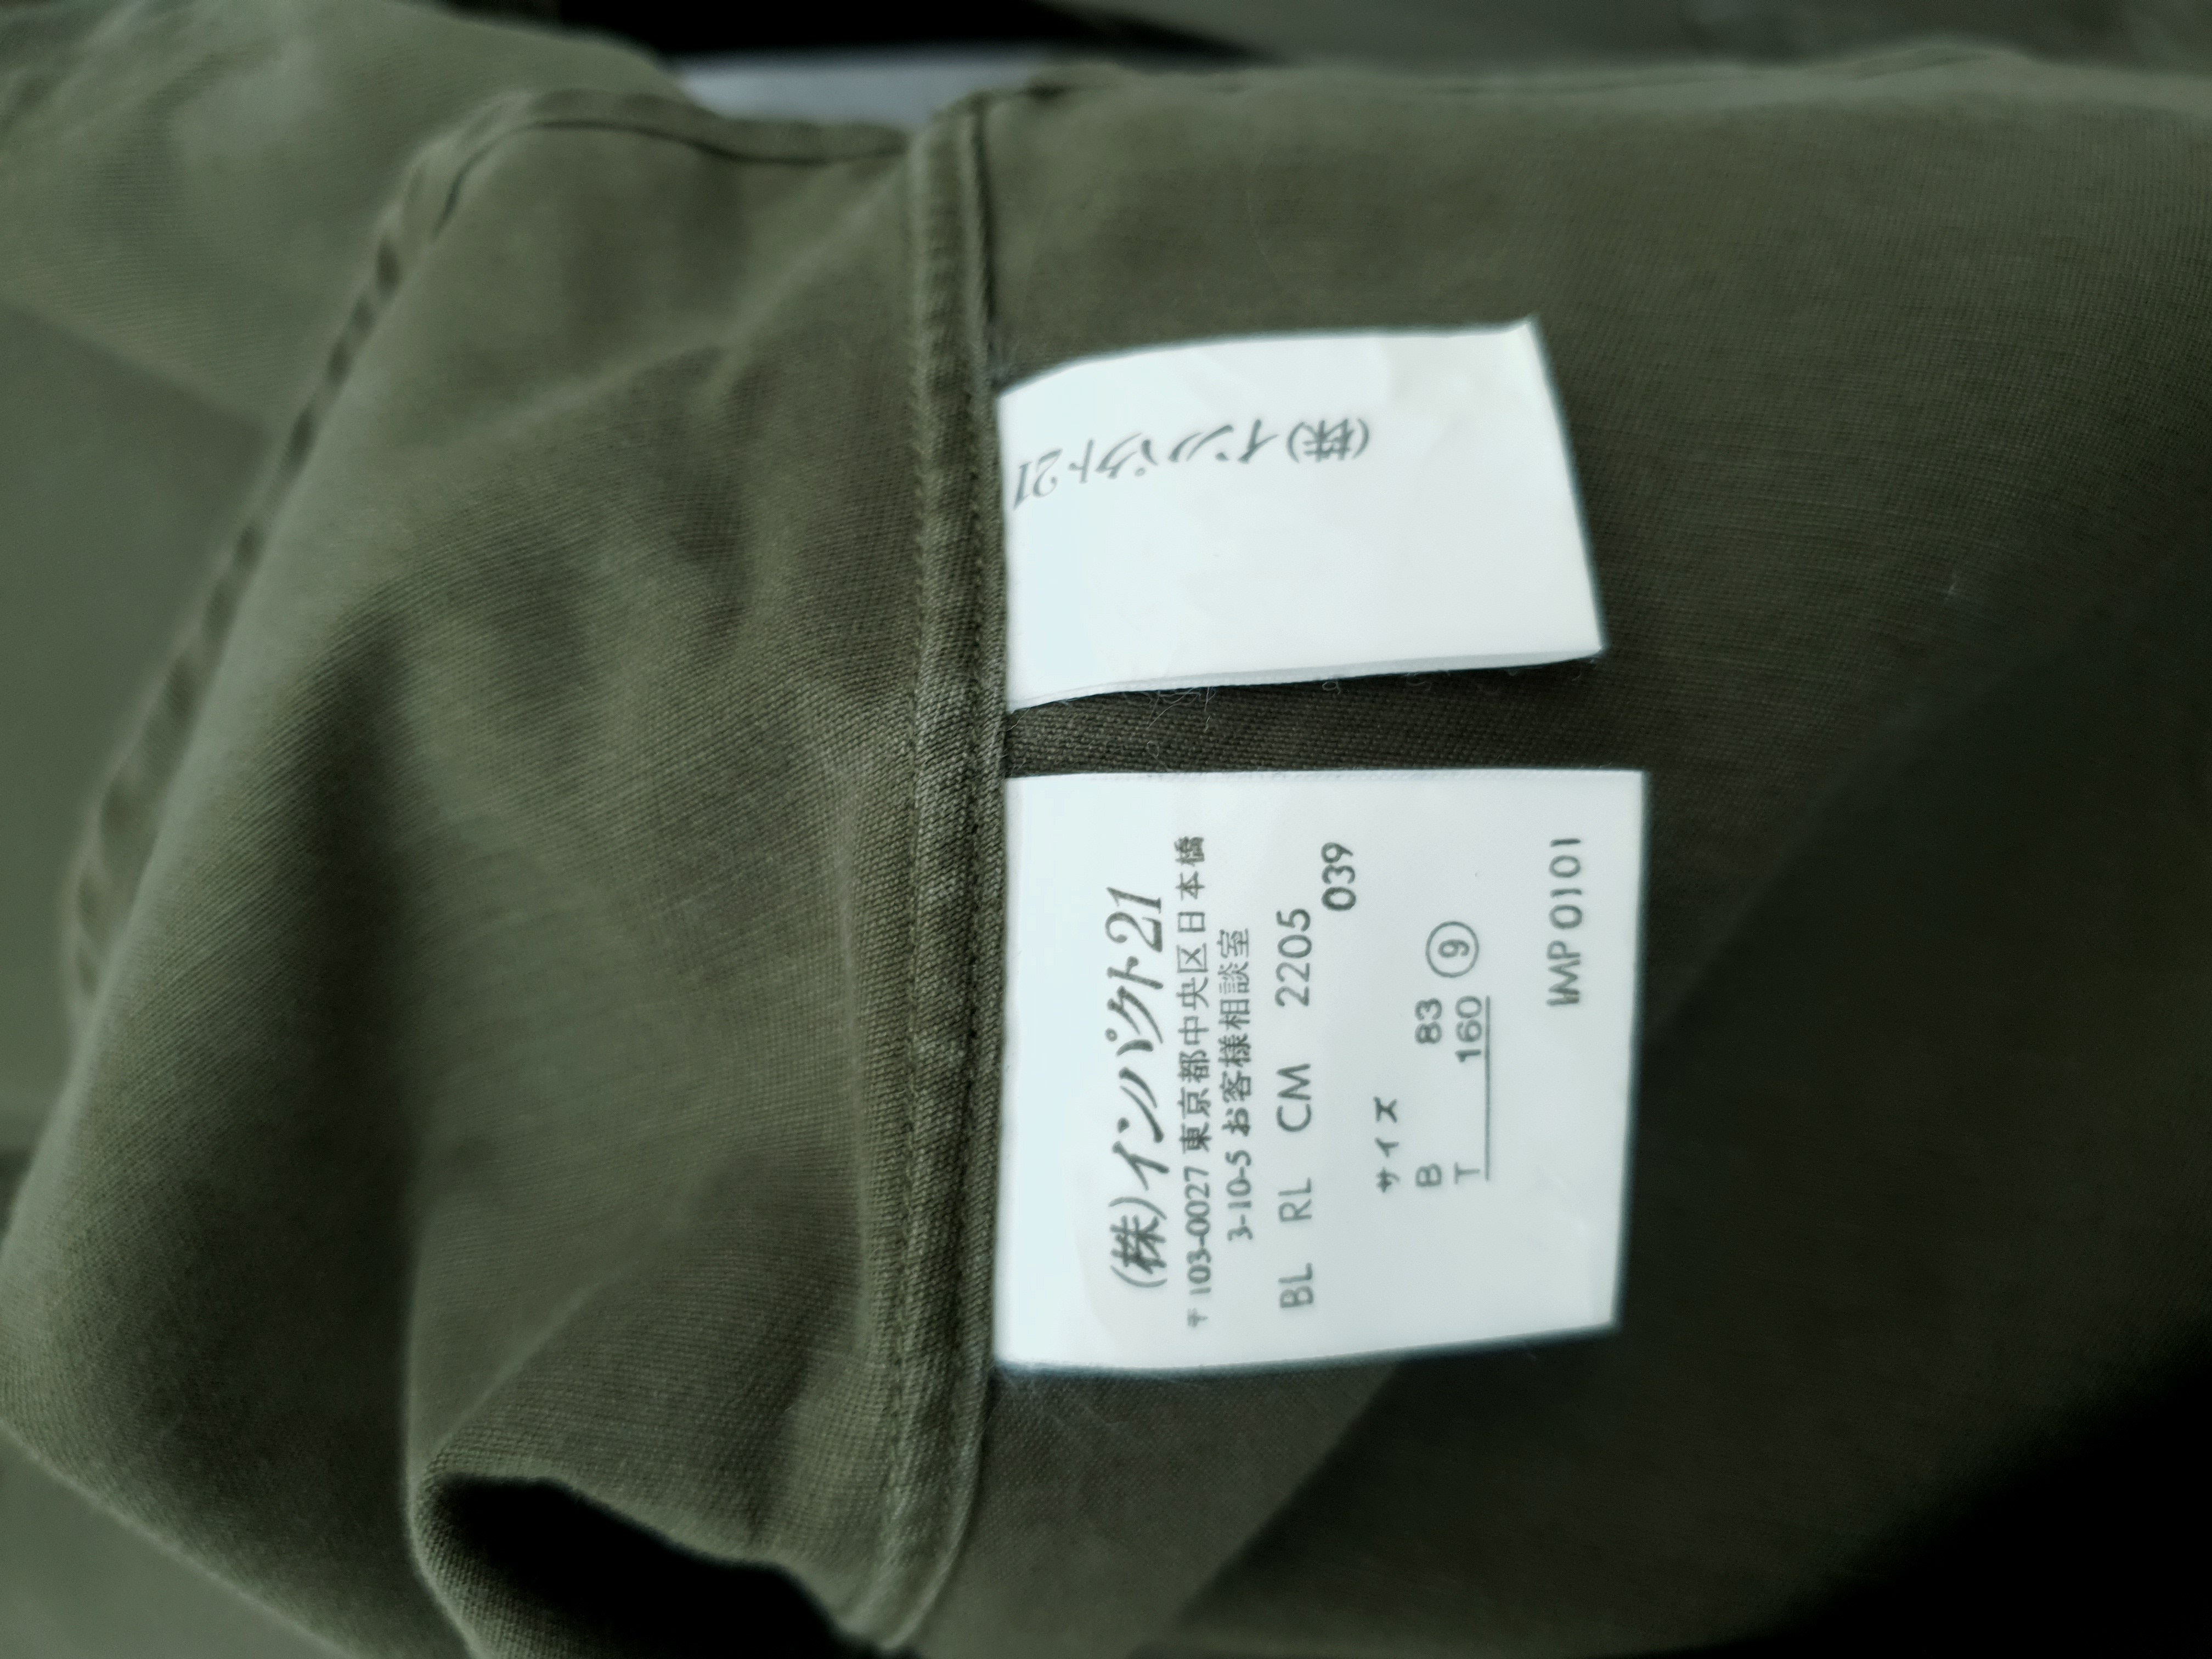 (株)インパクト21
(株)インパクト21
〒103-0027 東京都中央区日本橋
3-10-5 お客様相談室
BL RL CM 2205
039
サイズ
B 83 ⑨
T 160
IMP0101